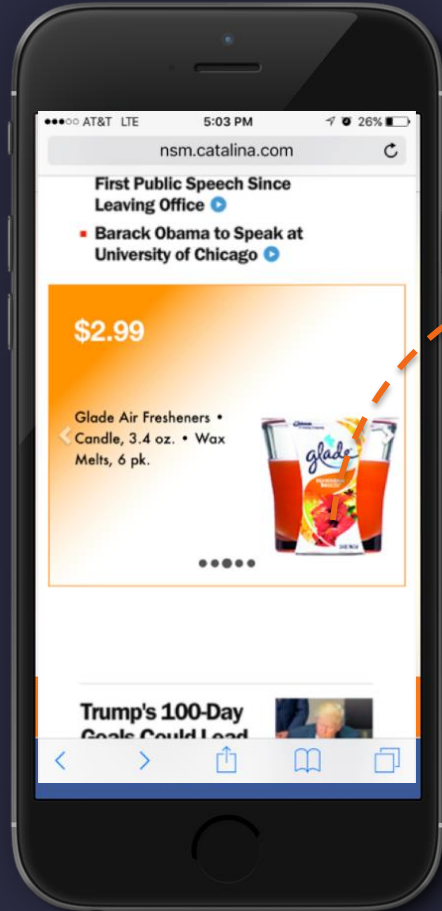 AT&T LTE 5:03 PM 26%
nsm.catalina.com
First Public Speech Since
Leaving Office
Barack Obama to Speak at
University of Chicago
$2.99
Glade Air Fresheners •
Candle, 3.4 oz. • Wax
Melts, 6 pk.
glade
Trump's 100-Day
Goals Could Lead